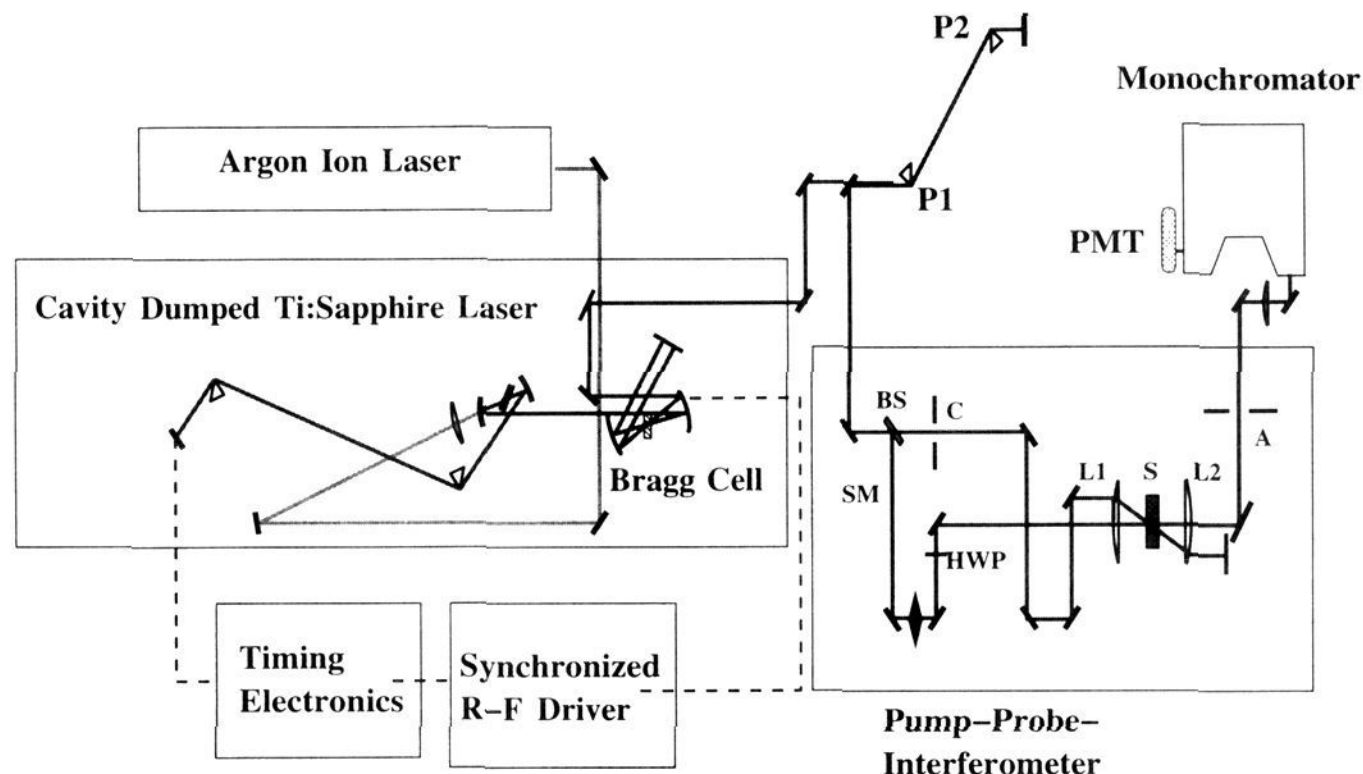 P2
Monochromator
Argon Ion Laser
P1
PMT
Cavity Dumped Ti:Sapphire Laser
BS
C
A
SM
L1
S
L2
Bragg Cell
HWP
Timing
Electronics
Synchronized
R-F Driver
Pump-Probe-
Interferometer